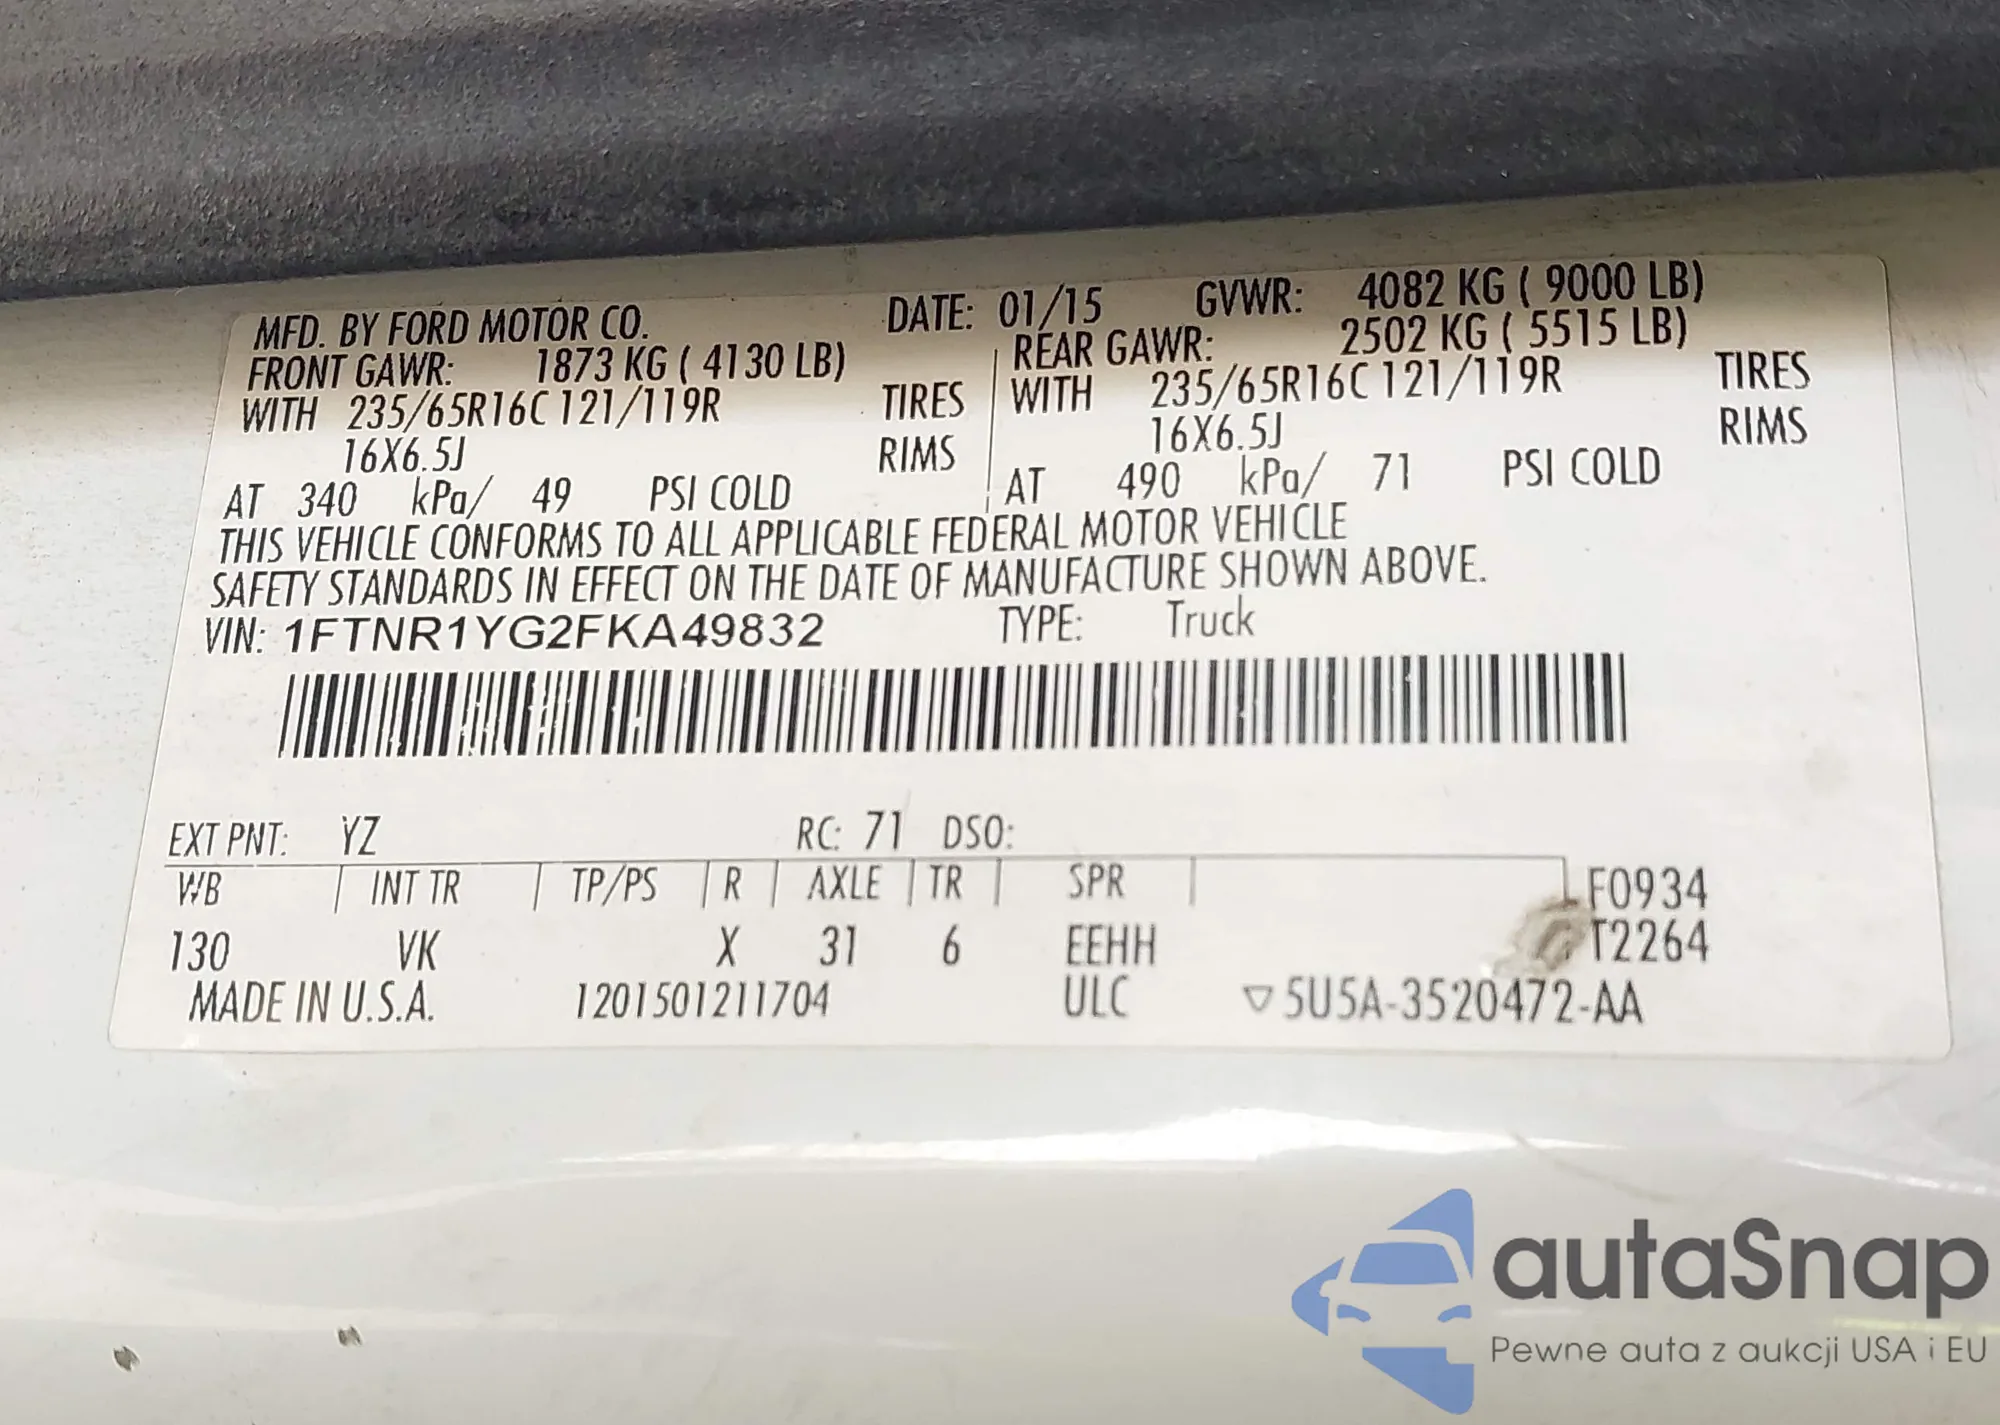 MFD. BY FORD MOTOR CO. DATE: 01/15 GVWR: 4082 KG ( 9000 LB)
FRONT GAWR: 1873 KG ( 4130 LB) REAR GAWR: 2502 KG ( 5515 LB)
WITH 235/65R16C 121/119R TIRES WITH 235/65R16C 121/119R TIRES
16X6.5J RIMS 16X6.5J RIMS
AT 340 kPa/ 49 PSI COLD AT 490 kPa/ 71 PSI COLD
THIS VEHICLE CONFORMS TO ALL APPLICABLE FEDERAL MOTOR VEHICLE
SAFETY STANDARDS IN EFFECT ON THE DATE OF MANUFACTURE SHOWN ABOVE.
VIN: 1FTNR1YG2FKA49832 TYPE: Truck
EXT PNT: YZ RC: 71 DSO:
WB INT TR TP/PS R AXLE TR SPR F0934
130 VK X 31 6 EEHH T2264
MADE IN U.S.A. 1201501211704 ULC ▽5U5A-3520472-AA
autaSnap
Pewne auta z aukcji USA i EU